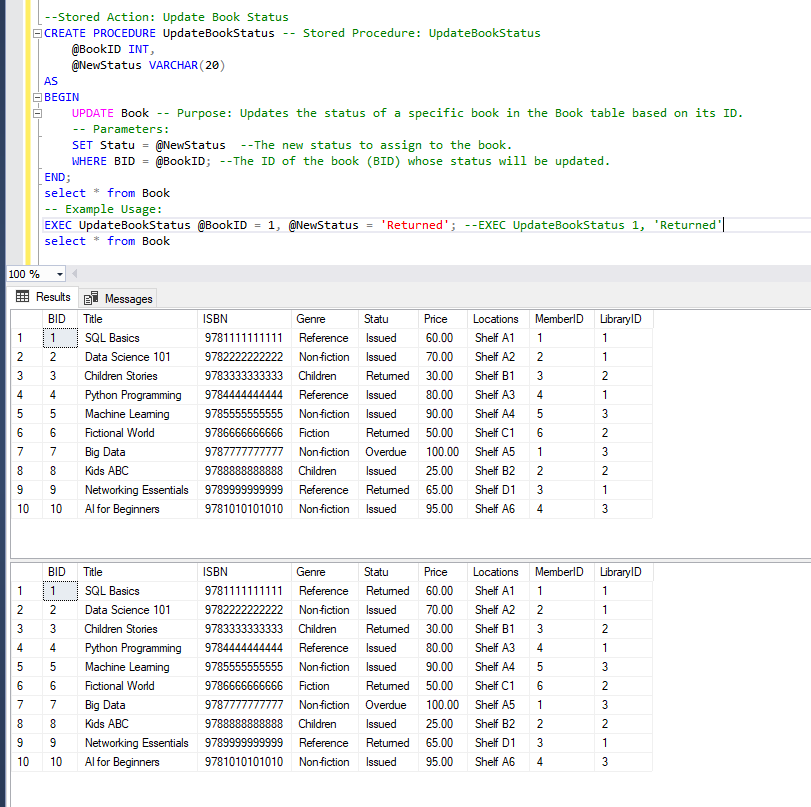 --Stored Action: Update Book Status
CREATE PROCEDURE UpdateBookStatus -- Stored Procedure: UpdateBookStatus
@BookID INT,
@NewStatus VARCHAR(20)
AS
BEGIN
UPDATE Book -- Purpose: Updates the status of a specific book in the Book table based on its ID.
-- Parameters:
SET Statu = @NewStatus  --The new status to assign to the book.
WHERE BID = @BookID; --The ID of the book (BID) whose status will be updated.
END;
select * from Book
-- Example Usage:
EXEC UpdateBookStatus @BookID = 1, @NewStatus = 'Returned'; --EXEC UpdateBookStatus 1, 'Returned'
select * from Book
100 %
Results Messages
BID Title ISBN Genre Statu Price Locations MemberID LibraryID
1 1 SQL Basics 9781111111111 Reference Issued 60.00 Shelf A1 1 1
2 2 Data Science 101 9782222222222 Non-fiction Issued 70.00 Shelf A2 2 1
3 3 Children Stories 9783333333333 Children Returned 30.00 Shelf B1 3 2
4 4 Python Programming 9784444444444 Reference Issued 80.00 Shelf A3 4 1
5 5 Machine Learning 9785555555555 Non-fiction Issued 90.00 Shelf A4 5 3
6 6 Fictional World 9786666666666 Fiction Returned 50.00 Shelf C1 6 2
7 7 Big Data 9787777777777 Non-fiction Overdue 100.00 Shelf A5 1 3
8 8 Kids ABC 9788888888888 Children Issued 25.00 Shelf B2 2 2
9 9 Networking Essentials 9789999999999 Reference Returned 65.00 Shelf D1 3 1
10 10 AI for Beginners 9781010101010 Non-fiction Issued 95.00 Shelf A6 4 3
BID Title ISBN Genre Statu Price Locations MemberID LibraryID
1 1 SQL Basics 9781111111111 Reference Returned 60.00 Shelf A1 1 1
2 2 Data Science 101 9782222222222 Non-fiction Issued 70.00 Shelf A2 2 1
3 3 Children Stories 9783333333333 Children Returned 30.00 Shelf B1 3 2
4 4 Python Programming 9784444444444 Reference Issued 80.00 Shelf A3 4 1
5 5 Machine Learning 9785555555555 Non-fiction Issued 90.00 Shelf A4 5 3
6 6 Fictional World 9786666666666 Fiction Returned 50.00 Shelf C1 6 2
7 7 Big Data 9787777777777 Non-fiction Overdue 100.00 Shelf A5 1 3
8 8 Kids ABC 9788888888888 Children Issued 25.00 Shelf B2 2 2
9 9 Networking Essentials 9789999999999 Reference Returned 65.00 Shelf D1 3 1
10 10 AI for Beginners 9781010101010 Non-fiction Issued 95.00 Shelf A6 4 3